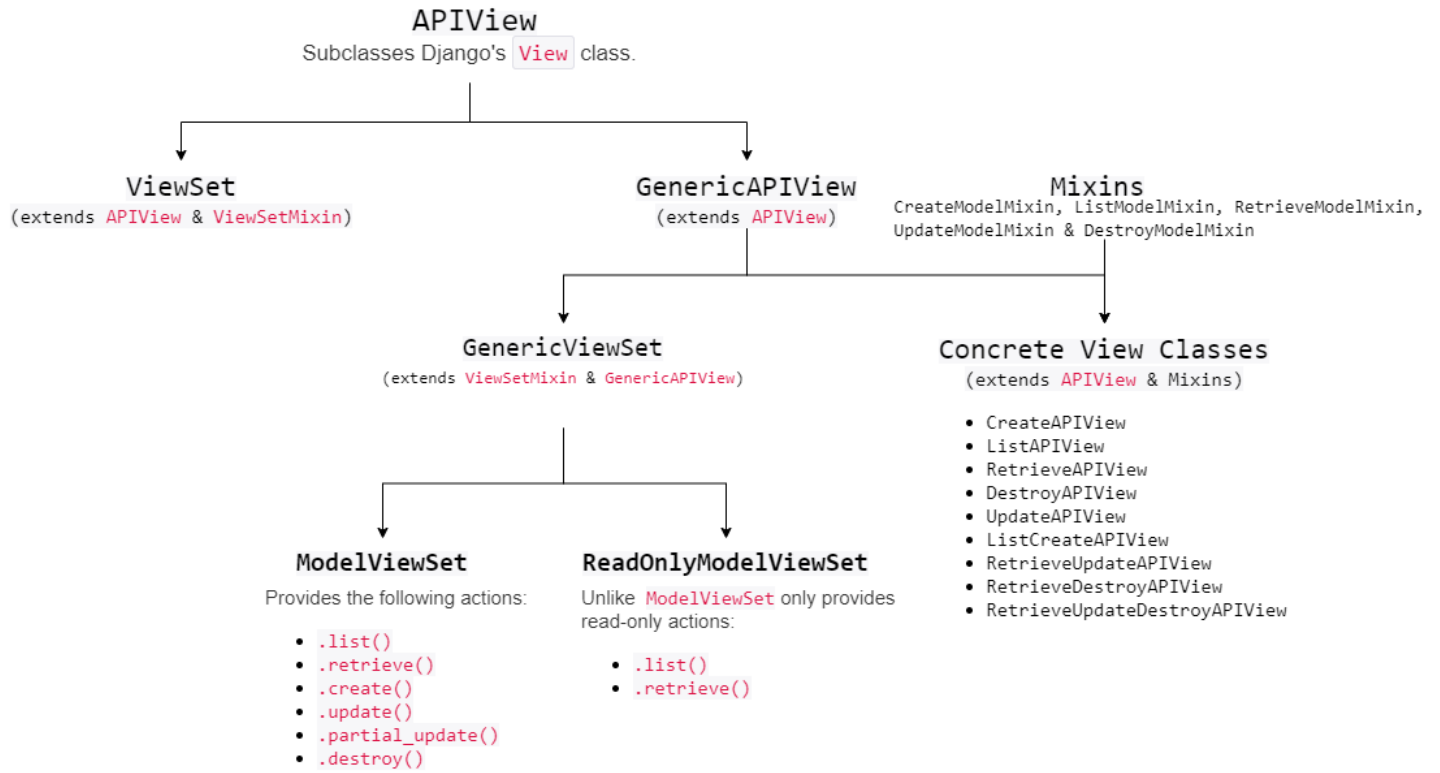 APIView
Subclasses Django's View class.
ViewSet
(extends APIView & ViewSetMixin)
GenericAPIView
(extends APIView)
Mixins
CreateModelMixin, ListModelMixin, RetrieveModelMixin,
UpdateModelMixin & DestroyModelMixin
GenericViewSet
(extends ViewSetMixin & GenericAPIView)
Concrete View Classes
(extends APIView & Mixins)
• CreateAPIView
• ListAPIView
• RetrieveAPIView
• DestroyAPIView
• UpdateAPIView
• ListCreateAPIView
• RetrieveUpdateAPIView
• RetrieveDestroyAPIView
• RetrieveUpdateDestroyAPIView
ModelViewSet
Provides the following actions:
• .list()
• .retrieve()
• .create()
• .update()
• .partial_update()
• .destroy()
ReadOnlyModelViewSet
Unlike ModelViewSet only provides
read-only actions:
• .list()
• .retrieve()